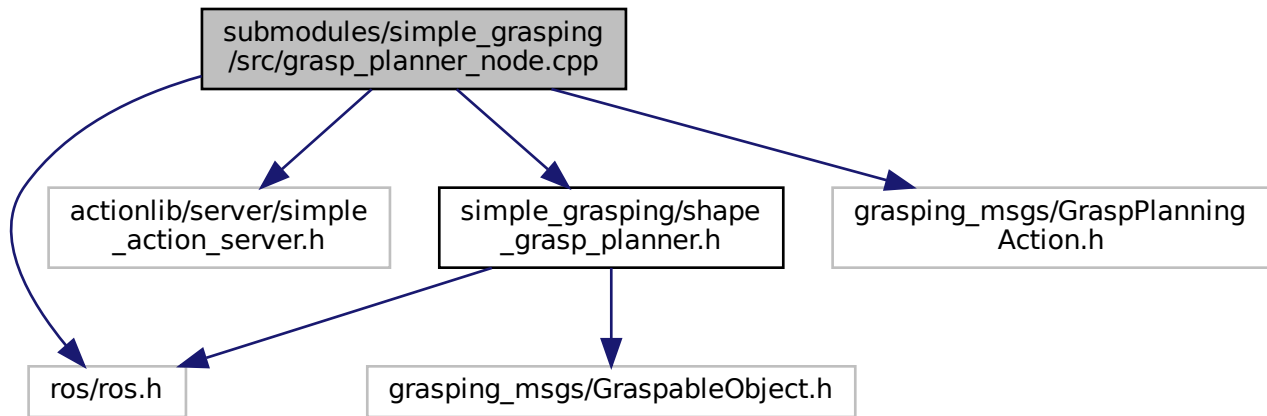 submodules/simple_grasping
/src/grasp_planner_node.cpp
actionlib/server/simple
_action_server.h
simple_grasping/shape
_grasp_planner.h
grasping_msgs/GraspPlanning
Action.h
ros/ros.h
grasping_msgs/GraspableObject.h